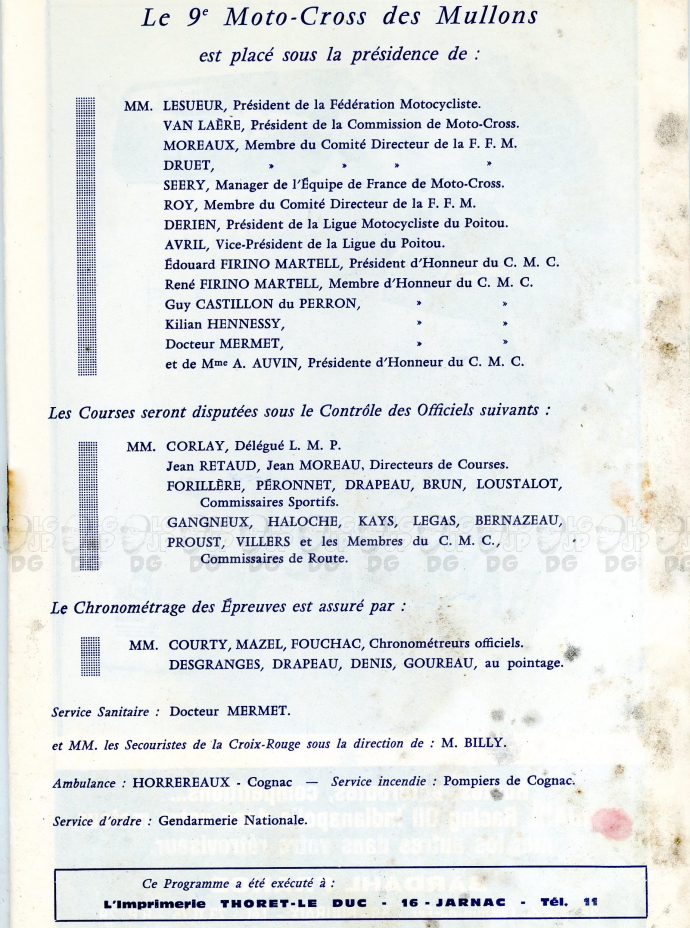 Le 9e Moto-Cross des Mullons
est placé sous la présidence de :
MM. LESUEUR, Président de la Fédération Motocycliste.
VAN LAËRE, Président de la Commission de Moto-Cross.
MOREAUX, Membre du Comité Directeur de la F. F. M.
DRUET, » » » »
SEERY, Manager de l'Équipe de France de Moto-Cross.
ROY, Membre du Comité Directeur de la F. F. M.
DERIEN, Président de la Ligue Motocycliste du Poitou.
AVRIL, Vice-Président de la Ligue du Poitou.
Édouard FIRINO MARTELL, Président d'Honneur du C. M. C.
René FIRINO MARTELL, Membre d'Honneur du C. M. C.
Guy CASTILLON du PERRON, » »
Kilian HENNESSY, » »
Docteur MERMET, » »
et de Mme A. AUVIN, Présidente d'Honneur du C. M. C.
Les Courses seront disputées sous le Contrôle des Officiels suivants :
MM. CORLAY, Délégué L. M. P.
Jean RETAUD, Jean MOREAU, Directeurs de Courses.
FORILLÈRE, PÉRONNET, DRAPEAU, BRUN, LOUSTALOT,
Commissaires Sportifs.
GANGNEUX, HALOCHE, KAYS, LEGAS, BERNAZEAU,
PROUST, VILLERS et les Membres du C. M. C.,
Commissaires de Route.
Le Chronométrage des Épreuves est assuré par :
MM. COURTY, MAZEL, FOUCHAC, Chronométreurs officiels.
DESGRANGES, DRAPEAU, DENIS, GOUREAU, au pointage.
Service Sanitaire : Docteur MERMET.
et MM. les Secouristes de la Croix-Rouge sous la direction de : M. BILLY.
Ambulance : HORREREAUX - Cognac — Service incendie : Pompiers de Cognac.
Service d'ordre : Gendarmerie Nationale.
Ce Programme a été exécuté à :
L'Imprimerie THORET-LE DUC - 16 - JARNAC - Tél. 11